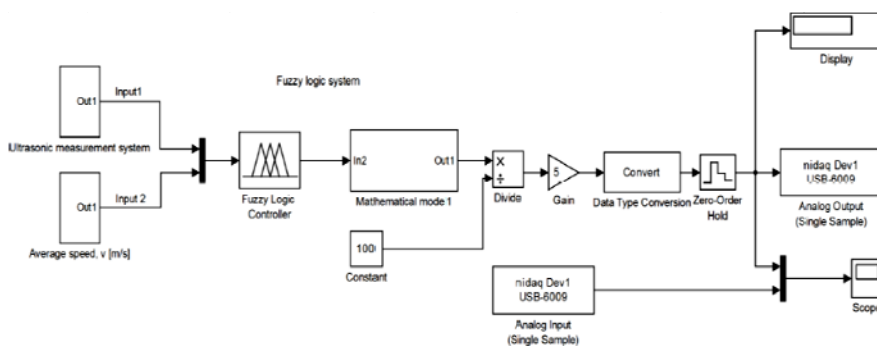 Fuzzy logic system
Out1
Input1
Ultrasonic measurement system
Out1
Input 2
Average speed, v [m/s]
Fuzzy Logic
Controller
In2
Out1
Mathematical mode 1
100
Constant
X
÷
Divide
5
Gain
Convert
Data Type Conversion
Zero-Order
Hold
Display
nidaq Dev1
USB-6009
Analog Output
(Single Sample)
nidaq Dev1
USB-6009
Analog Input
(Single Sample)
Scope